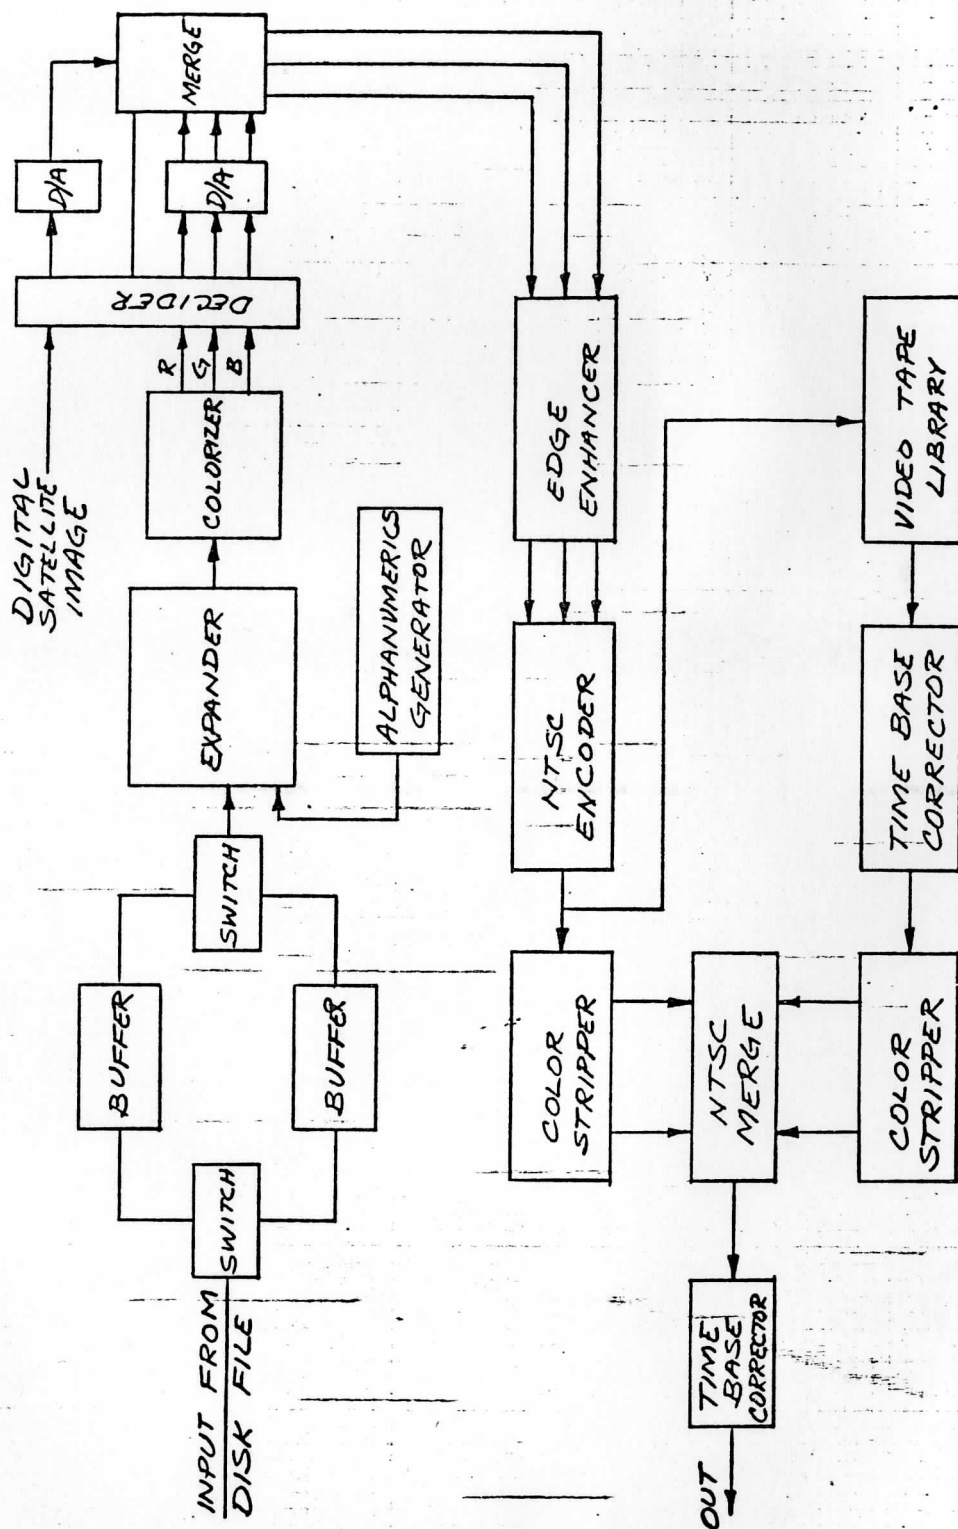 INPUT FROM
DISK FILE
SWITCH
BUFFER
BUFFER
SWITCH
EXPANDER
ALPHANUMERICS
GENERATOR
COLORIZER
R
G
B
DIGITAL
SATELLITE
IMAGE
DECIDER
D/A
D/A
MERGE
EDGE
ENHANCER
NTSC
ENCODER
COLOR
STRIPPER
NTSC
MERGE
VIDEO TAPE
LIBRARY
TIME BASE
CORRECTOR
COLOR
STRIPPER
TIME
BASE
CORRECTOR
OUT